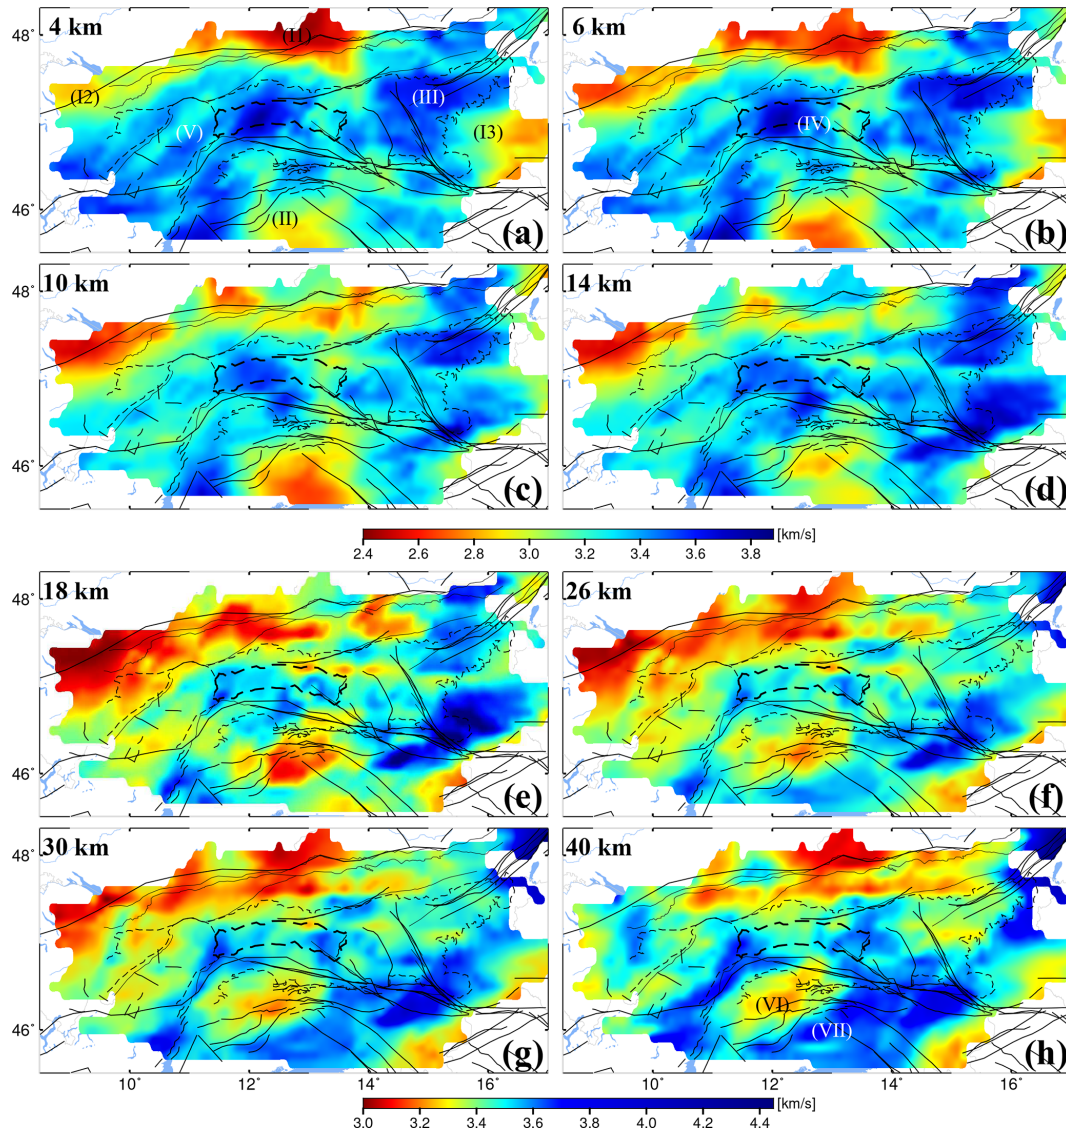 48° 4 km (I1) 6 km
(I2) (III)
(V) (I3) (IV)
46° (II)
(a) (b)
10 km 14 km
48°
46°
(c) (d)
[km/s]
2.4 2.6 2.8 3.0 3.2 3.4 3.6 3.8
18 km 26 km
48°
46°
(e) (f)
30 km 40 km
48°
(VI)
46° (VII)
(g) (h)
10° 12° 14° 16° 10° 12° 14° 16°
[km/s]
3.0 3.2 3.4 3.6 3.8 4.0 4.2 4.4